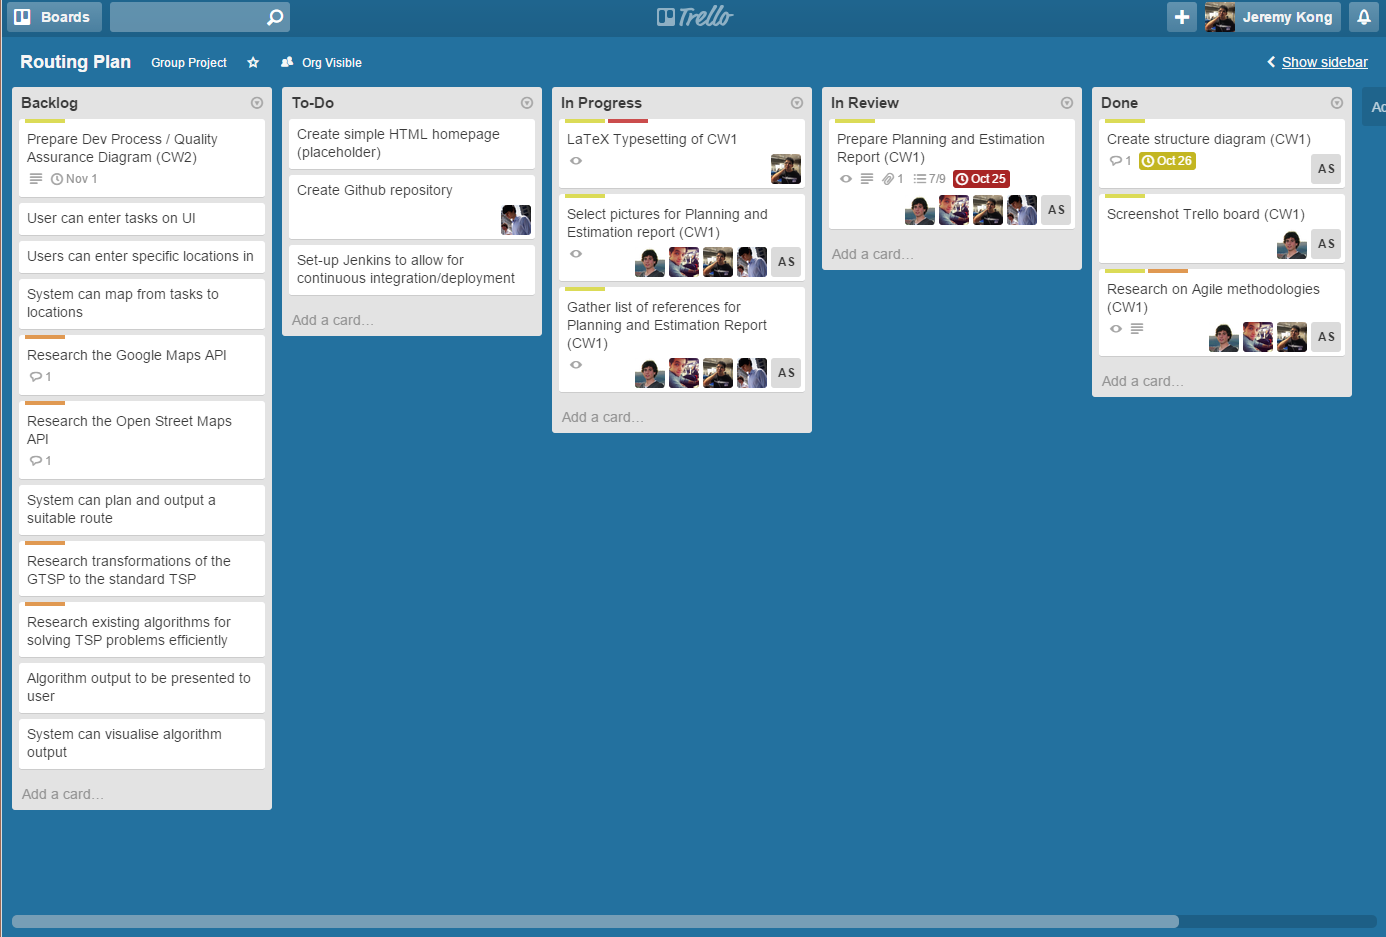 Boards
Trello
Jeremy Kong
Routing Plan
Group Project
Org Visible
Show sidebar
Backlog
Prepare Dev Process / Quality
Assurance Diagram (CW2)
Nov 1
User can enter tasks on UI
Users can enter specific locations in
System can map from tasks to
locations
Research the Google Maps API
1
Research the Open Street Maps
API
1
System can plan and output a
suitable route
Research transformations of the
GTSP to the standard TSP
Research existing algorithms for
solving TSP problems efficiently
Algorithm output to be presented to
user
System can visualise algorithm
output
Add a card…
To-Do
Create simple HTML homepage
(placeholder)
Create Github repository
Set-up Jenkins to allow for
continuous integration/deployment
Add a card…
In Progress
LaTeX Typesetting of CW1
Select pictures for Planning and
Estimation report (CW1)
AS
Gather list of references for
Planning and Estimation Report
(CW1)
AS
Add a card…
In Review
Prepare Planning and Estimation
Report (CW1)
1 7/9 Oct 25
AS
Add a card…
Done
Create structure diagram (CW1)
1 Oct 26
AS
Screenshot Trello board (CW1)
AS
Research on Agile methodologies
(CW1)
AS
Add a card…
Ad